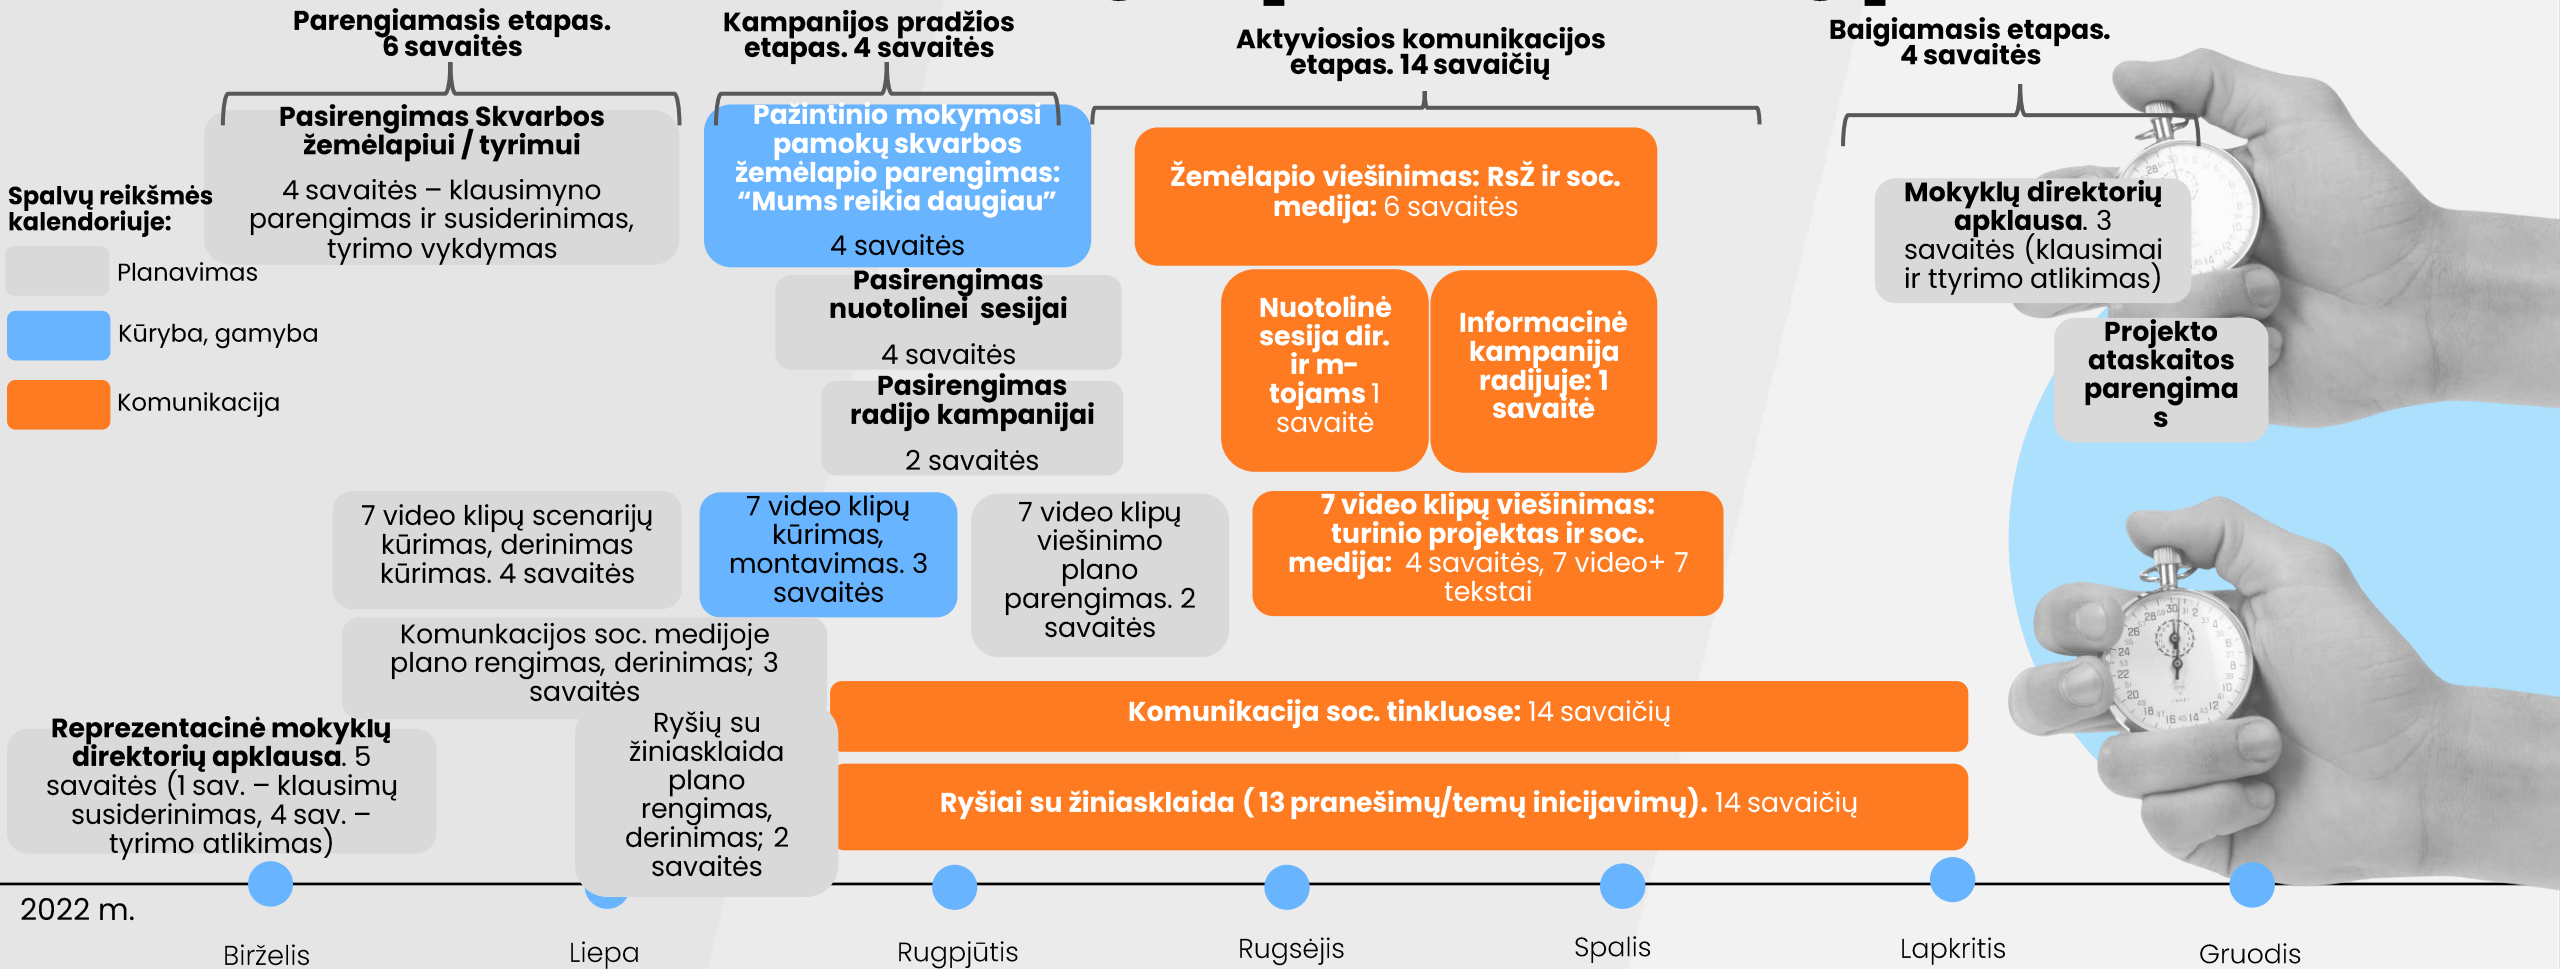 Parengiamasis etapas.
6 savaitės
Kampanijos pradžios
etapas. 4 savaitės
Aktyviosios komunikacijos
etapas. 14 savaičių
Baigiamasis etapas.
4 savaitės
Pasirengimas Skvarbos
žemėlapiui / tyrimui
4 savaitės – klausimyno
parengimas ir susiderinimas,
tyrimo vykdymas
Pažintinio mokymosi
pamokų skvarbos
žemėlapio parengimas:
“Mums reikia daugiau”
4 savaitės
Žemėlapio viešinimas: RsŽ ir soc.
medija: 6 savaitės
Mokyklų direktorių
apklausa. 3
savaitės (klausimai
ir ttyrimo atlikimas)
Spalvų reikšmės
kalendoriuje:
Planavimas
Kūryba, gamyba
Komunikacija
Pasirengimas
nuotolinei sesijai
4 savaitės
Pasirengimas
radijo kampanijai
2 savaitės
Nuotolinė
sesija dir.
ir m-
tojams 1
savaitė
Informacinė
kampanija
radijuje: 1
savaitė
Projekto
ataskaitos
parengima
s
7 video klipų scenarijų
kūrimas, derinimas
kūrimas. 4 savaitės
7 video klipų
kūrimas,
montavimas. 3
savaitės
7 video klipų
viešinimo
plano
parengimas. 2
savaitės
7 video klipų viešinimas:
turinio projektas ir soc.
medija: 4 savaitės, 7 video+ 7
tekstai
Komunkacijos soc. medijoje
plano rengimas, derinimas; 3
savaitės
Komunikacija soc. tinkluose: 14 savaičių
Reprezentacinė mokyklų
direktorių apklausa. 5
savaitės (1 sav. – klausimų
susiderinimas, 4 sav. –
tyrimo atlikimas)
Ryšių su
žiniasklaida
plano
rengimas,
derinimas; 2
savaitės
Ryšiai su žiniasklaida ( 13 pranešimų/temų inicijavimų). 14 savaičių
2022 m.
Birželis
Liepa
Rugpjūtis
Rugsėjis
Spalis
Lapkritis
Gruodis